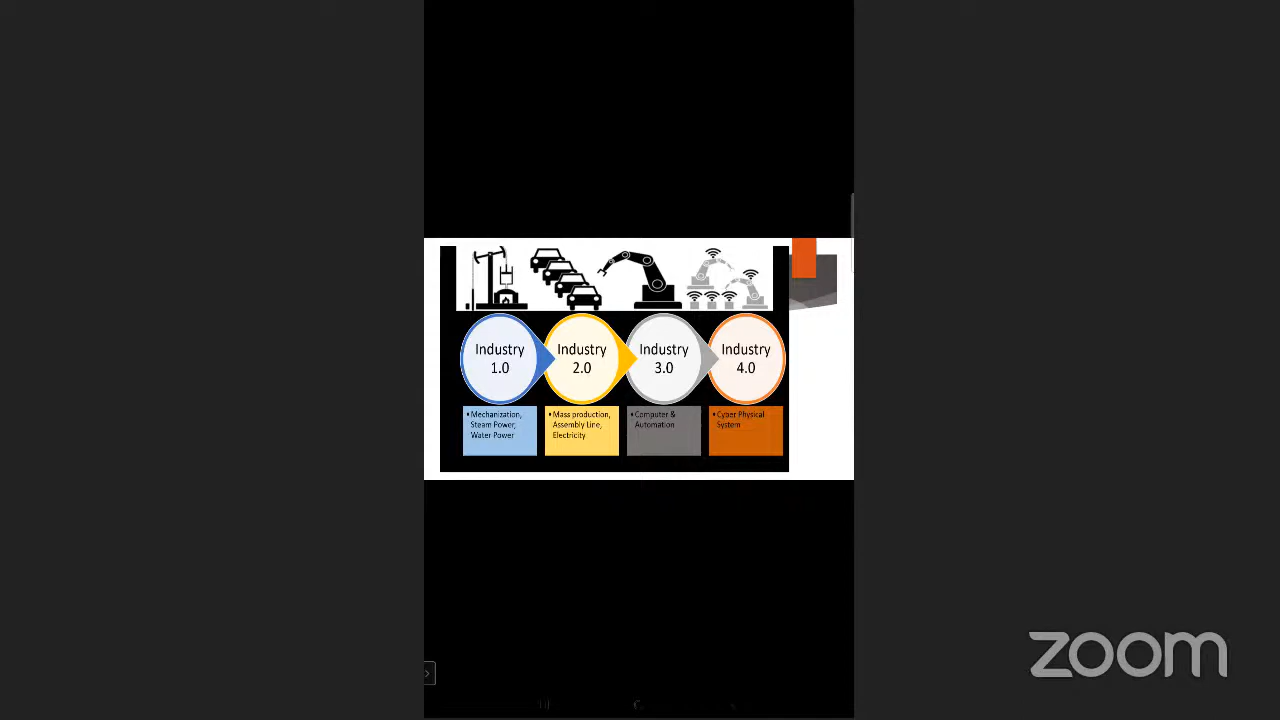 Industry
1.0
Industry
2.0
Industry
3.0
Industry
4.0
• Mechanization,
Steam Power,
Water Power
• Mass production,
Assembly Line,
Electricity
• Computer &
Automation
• Cyber Physical
System
zoom